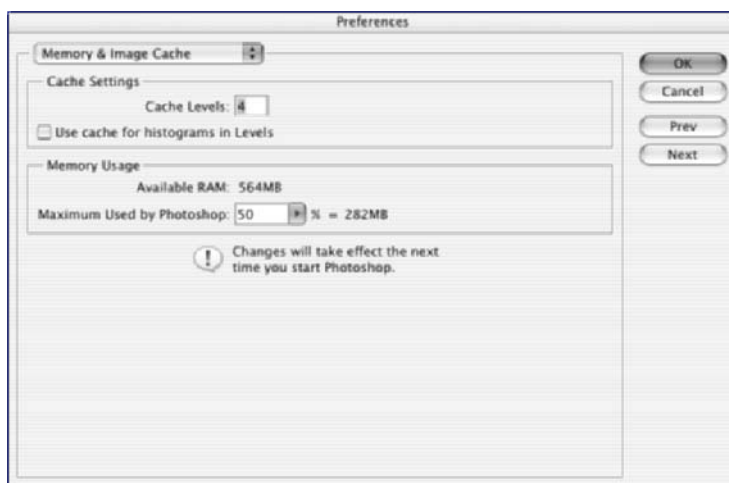 Preferences
Memory & Image Cache
Cache Settings
Cache Levels: 4
Use cache for histograms in Levels
Memory Usage
Available RAM: 564MB
Maximum Used by Photoshop: 50 % = 282MB
Changes will take effect the next
time you start Photoshop.
OK
Cancel
Prev
Next